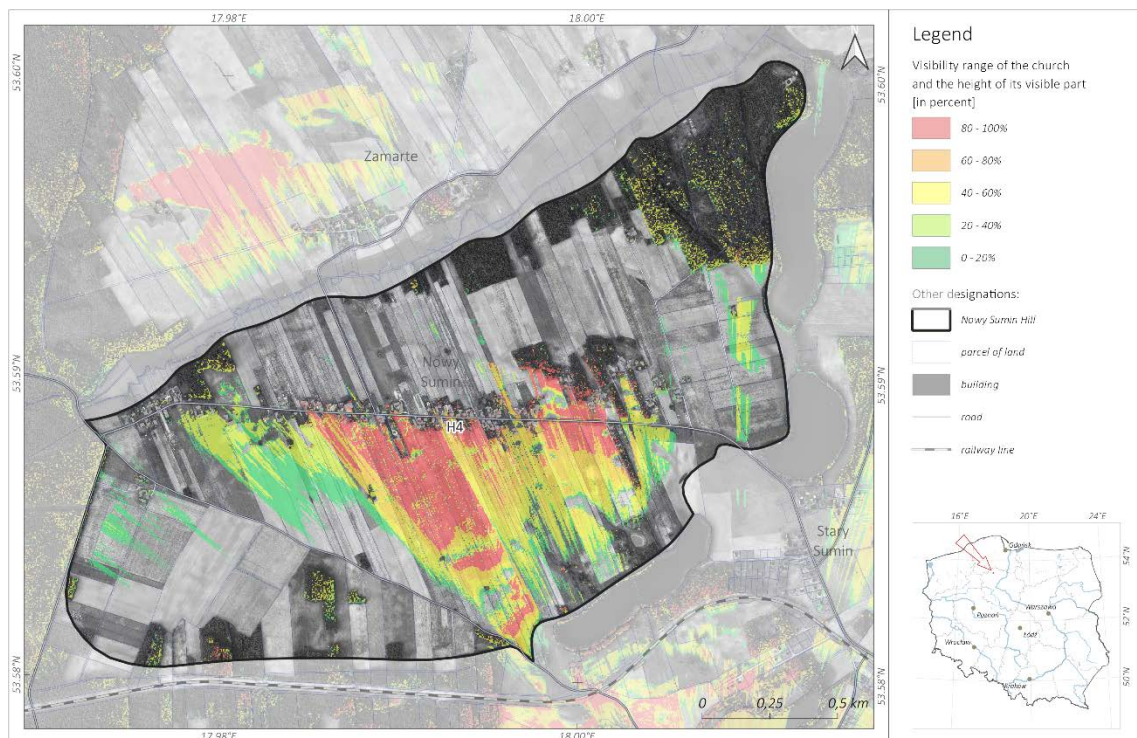 17.98°E
18.00°E
53.60°N
53.60°N
Zamarte
53.59°N
53.59°N
Nowy
Sumin
H4
Stary
Sumin
53.58°N
53.58°N
0 0,25 0,5 km
17.98°E
18.00°E
Legend
Visibility range of the church
and the height of its visible part
[in percent]
80 - 100%
60 - 80%
40 - 60%
20 - 40%
0 - 20%
Other designations:
Nowy Sumin Hill
parcel of land
building
road
railway line
16°E
20°E
24°E
Gdańsk
54°N
Warszawa
Poznań
52°N
Łódź
Wrocław
Kraków
50°N